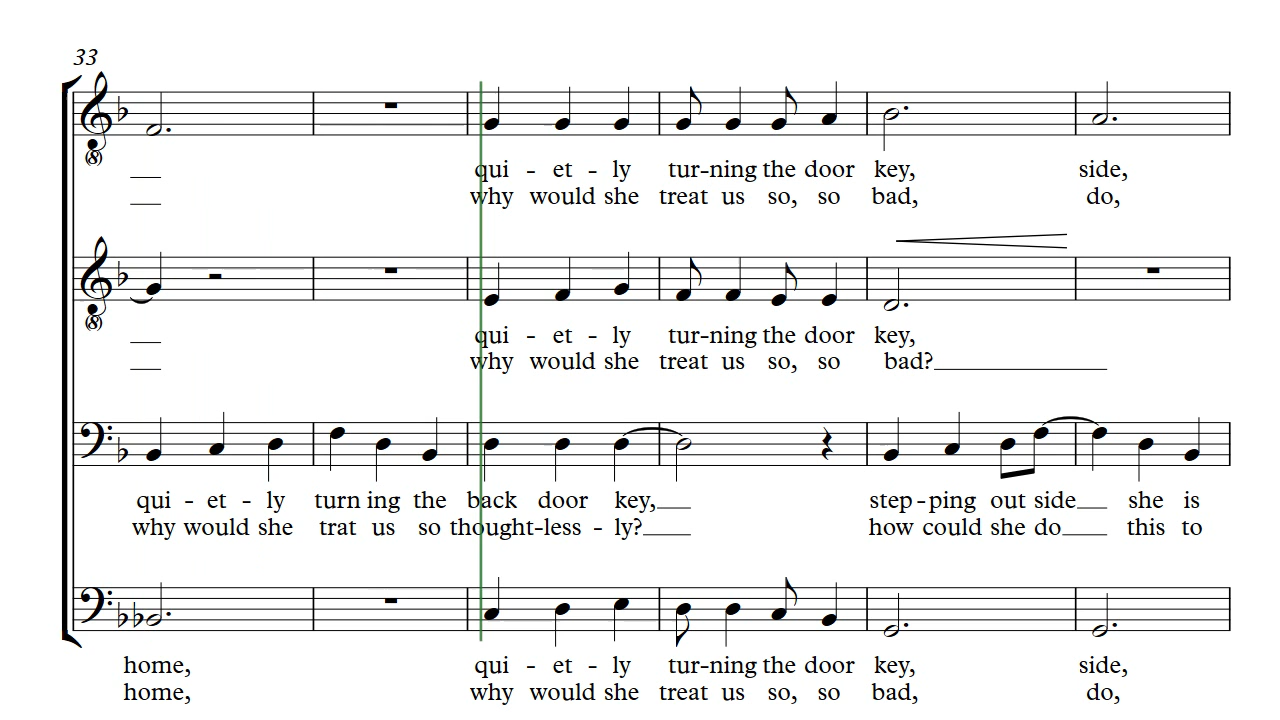 33
qui - et - ly tur-ning the door key, side,
why would she treat us so, so bad, do,
qui - et - ly tur-ning the door key,
why would she treat us so, so bad?
qui - et - ly turn ing the back door key, step-ping out side she is
why would she trat us so thought-less - ly? how could she do this to
home, qui - et - ly tur-ning the door key, side,
home, why would she treat us so, so bad, do,